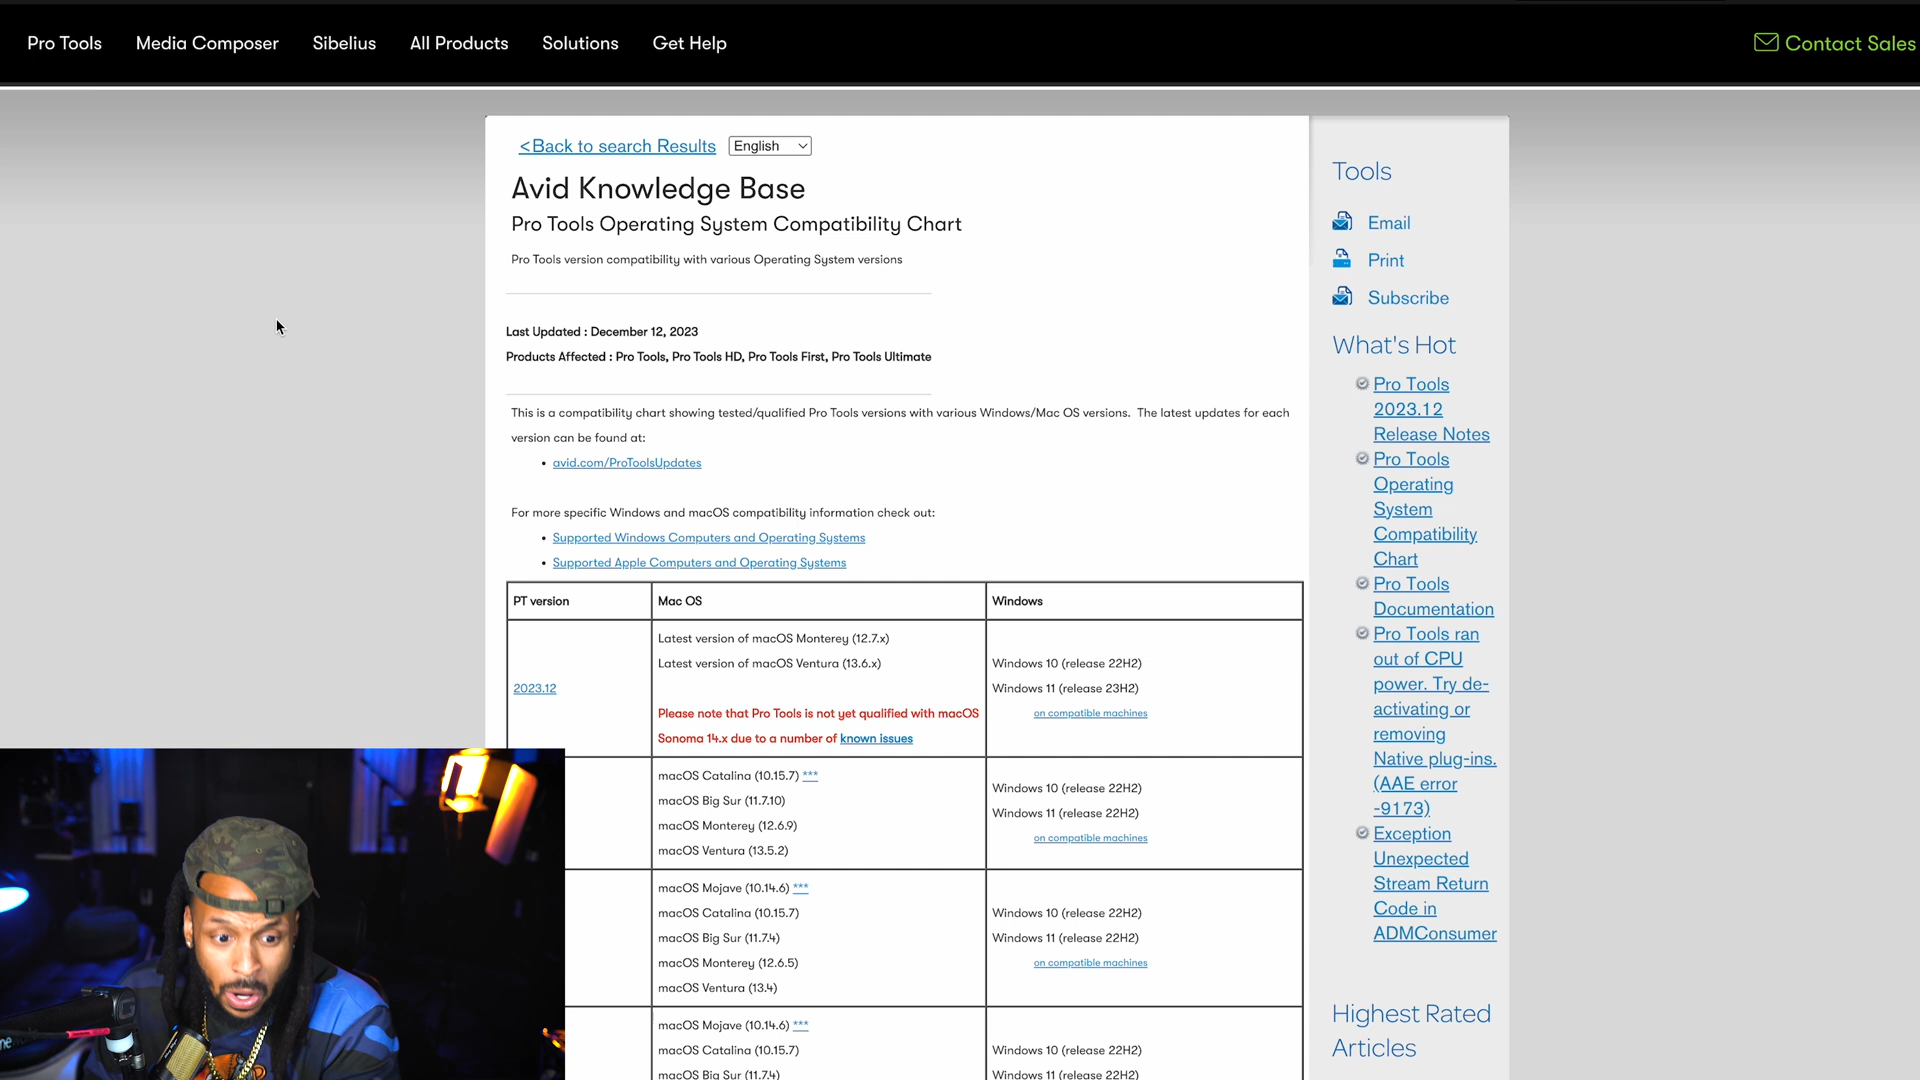 Pro Tools Media Composer Sibelius All Products Solutions Get Help Contact Sales
<Back to search Results English
Avid Knowledge Base
Pro Tools Operating System Compatibility Chart
Pro Tools version compatibility with various Operating System versions
Last Updated : December 12, 2023
Products Affected : Pro Tools, Pro Tools HD, Pro Tools First, Pro Tools Ultimate
This is a compatibility chart showing tested/qualified Pro Tools versions with various Windows/Mac OS versions. The latest updates for each
version can be found at:
• avid.com/ProToolsUpdates
For more specific Windows and macOS compatibility information check out:
• Supported Windows Computers and Operating Systems
• Supported Apple Computers and Operating Systems
PT version Mac OS Windows
2023.12
Latest version of macOS Monterey (12.7.x)
Latest version of macOS Ventura (13.6.x)
Please note that Pro Tools is not yet qualified with macOS
Sonoma 14.x due to a number of known issues
Windows 10 (release 22H2)
Windows 11 (release 23H2)
on compatible machines
macOS Catalina (10.15.7) ***
macOS Big Sur (11.7.10)
macOS Monterey (12.6.9)
macOS Ventura (13.5.2)
Windows 10 (release 22H2)
Windows 11 (release 22H2)
on compatible machines
macOS Mojave (10.14.6) ***
macOS Catalina (10.15.7)
macOS Big Sur (11.7.4)
macOS Monterey (12.6.5)
macOS Ventura (13.4)
Windows 10 (release 22H2)
Windows 11 (release 22H2)
on compatible machines
macOS Mojave (10.14.6) ***
macOS Catalina (10.15.7)
macOS Big Sur (11.7.4)
Windows 10 (release 22H2)
Windows 11 (release 22H2)
Tools
Email
Print
Subscribe
What's Hot
Pro Tools
2023.12
Release Notes
Pro Tools
Operating
System
Compatibility
Chart
Pro Tools
Documentation
Pro Tools ran
out of CPU
power. Try de-
activating or
removing
Native plug-ins.
(AAE error
-9173)
Exception
Unexpected
Stream Return
Code in
ADMConsumer
Highest Rated
Articles